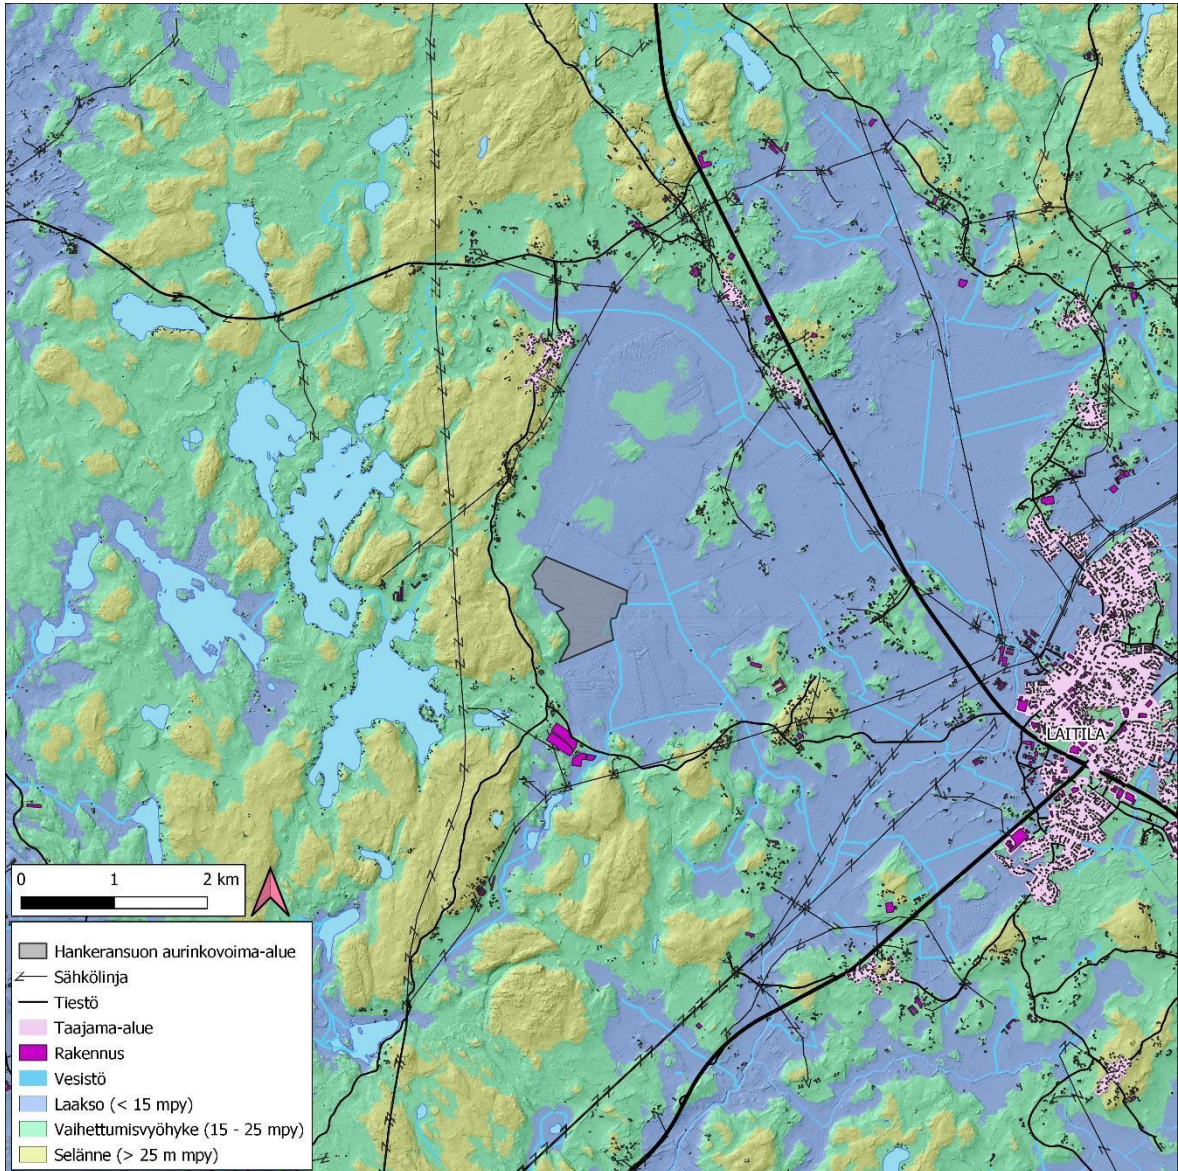 LAITILA
0 1 2 km
Hankeransuon aurinkovoima-alue
Sähkölinja
Tiestö
Taajama-alue
Rakennus
Vesistö
Laakso (< 15 mpy)
Vaihettumisvyöhyke (15 - 25 mpy)
Selänne (> 25 m mpy)